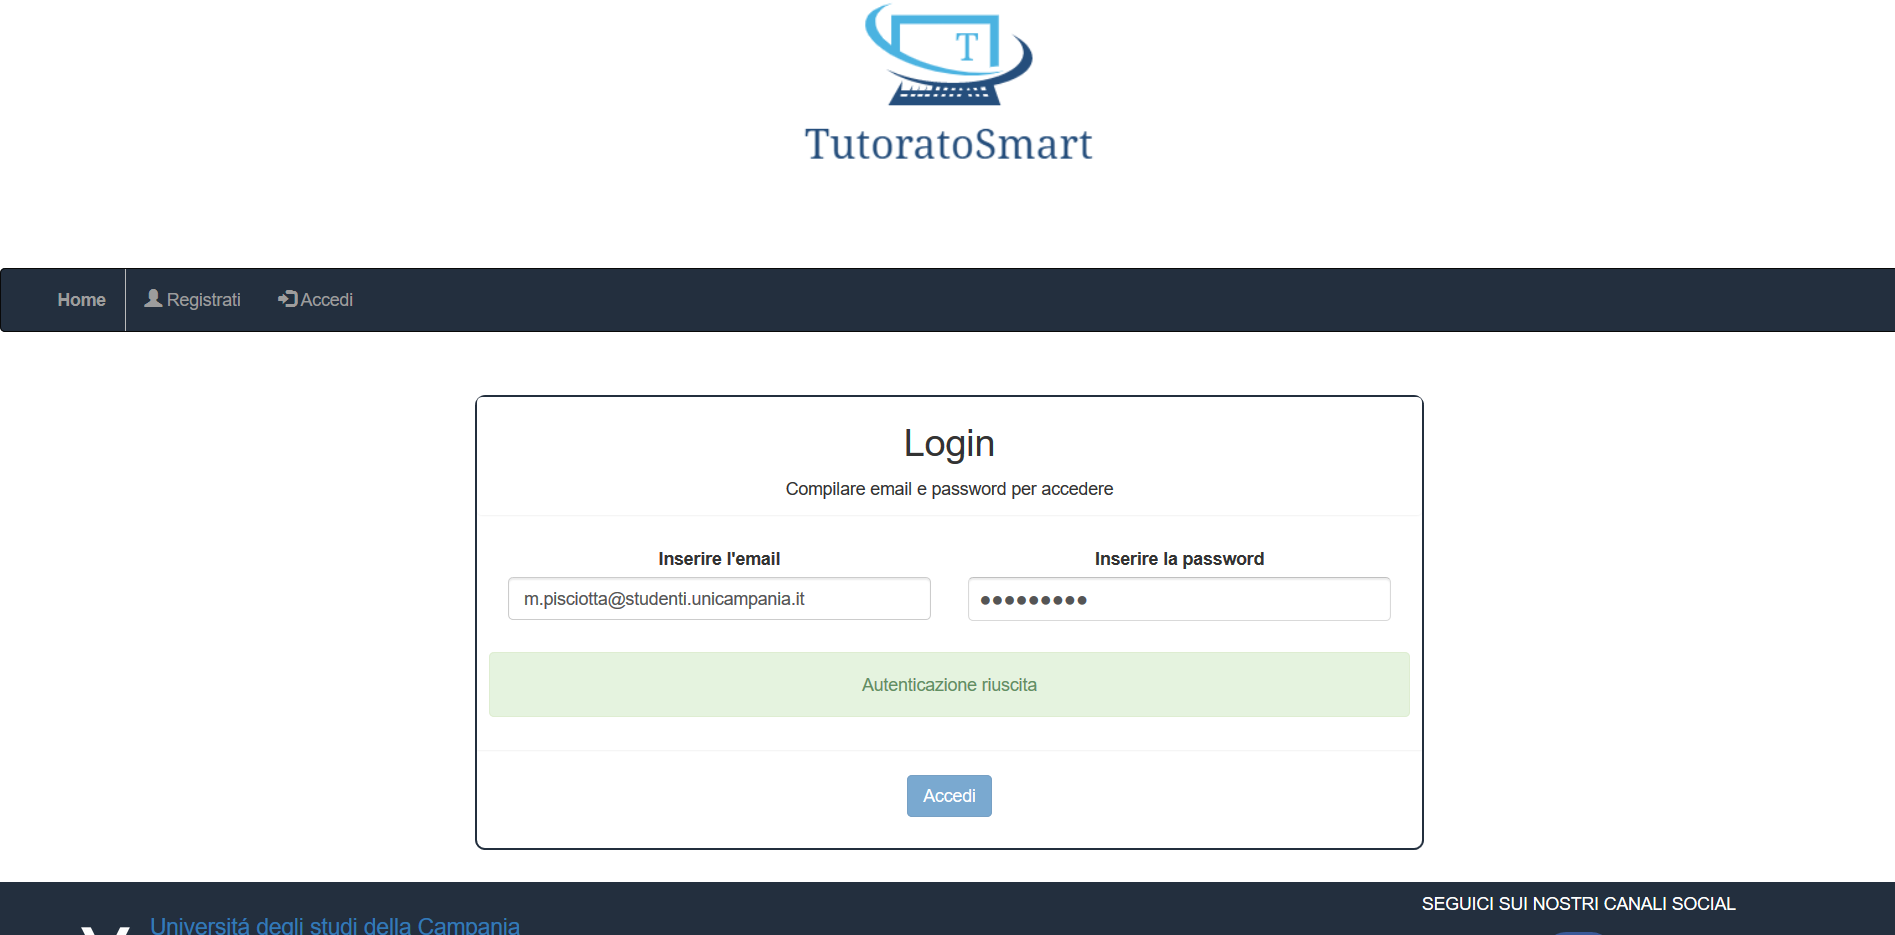 T
TutoratoSmart
Home Registrati Accedi
Login
Compilare email e password per accedere
Inserire l'email Inserire la password
m.pisciotta@studenti.unicampania.it ●●●●●●●●●
Autenticazione riuscita
Accedi
SEGUICI SUI NOSTRI CANALI SOCIAL
Universitá degli studi della Campania